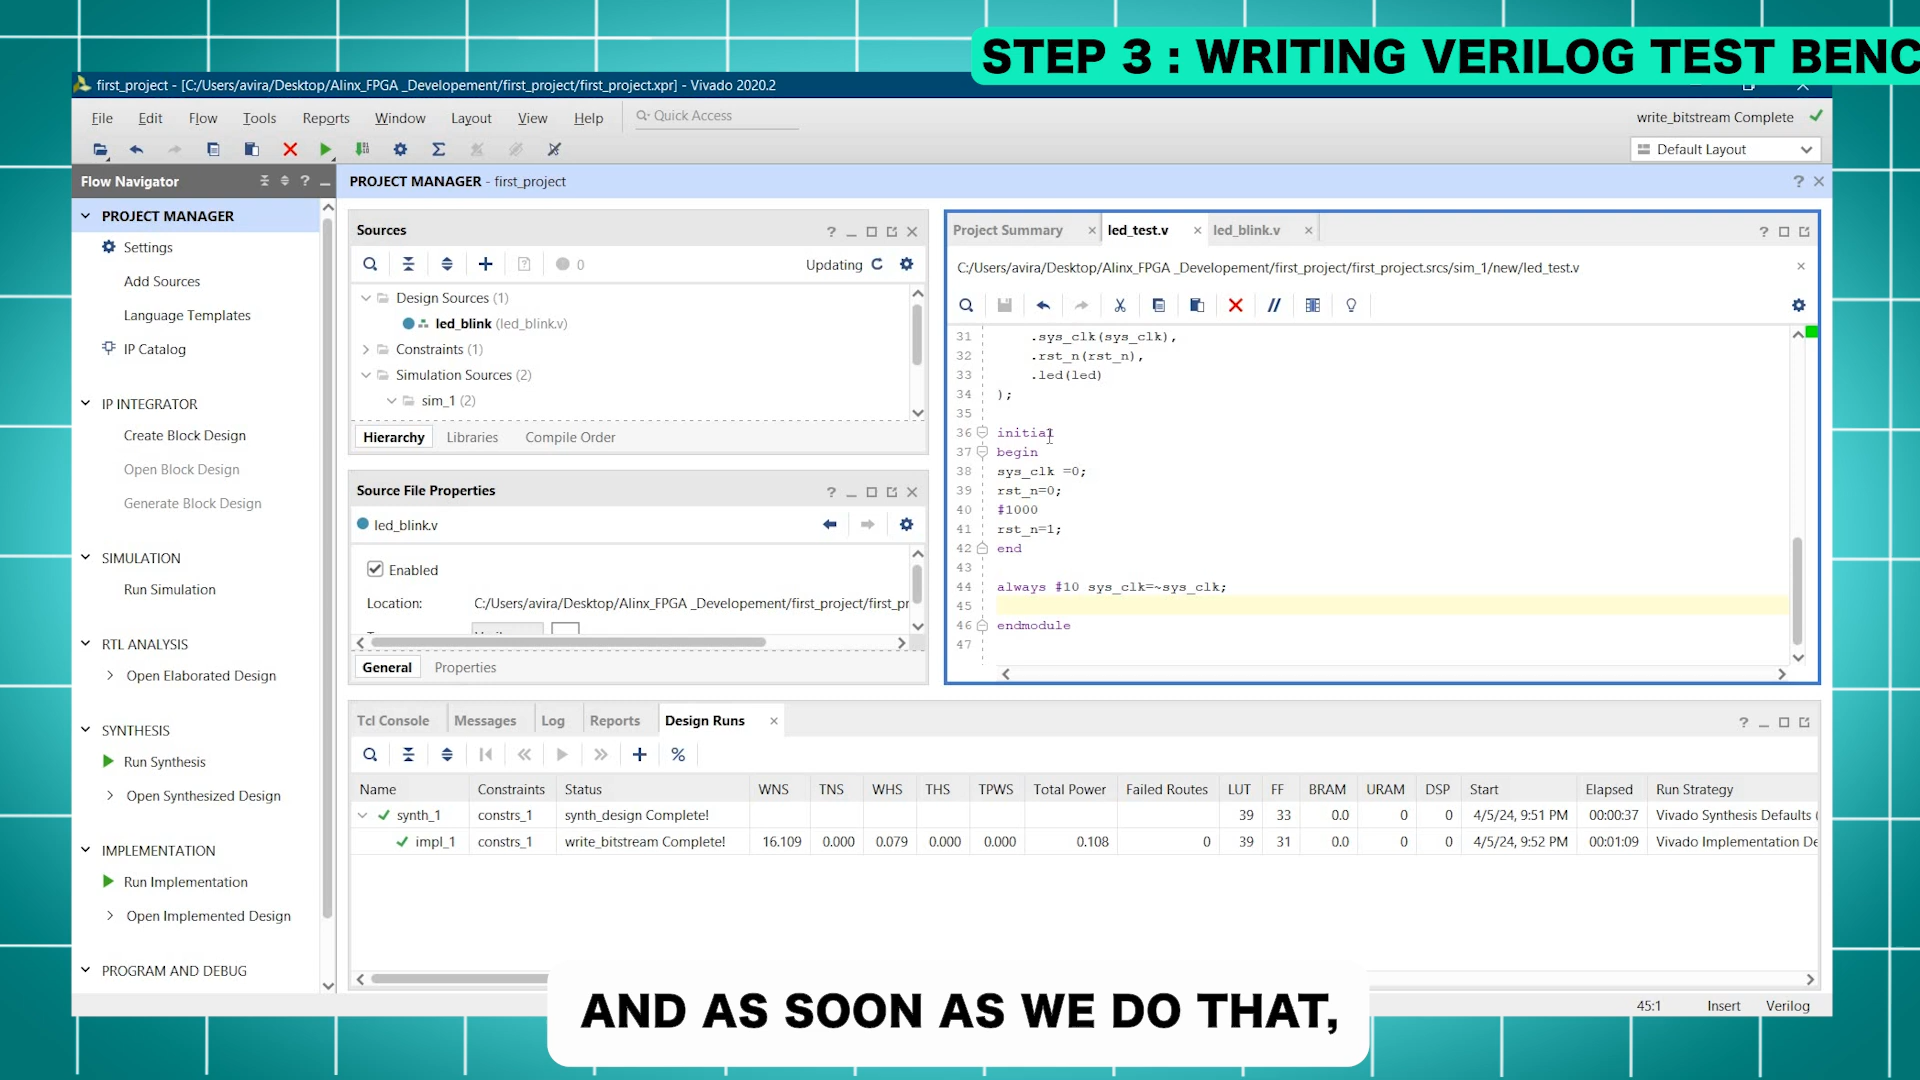 STEP 3 : WRITING VERILOG TEST BENC
first_project - [C:/Users/avira/Desktop/Alinx_FPGA _Developement/first_project/first_project.xpr] - Vivado 2020.2
File Edit Flow Tools Reports Window Layout View Help Quick Access
write_bitstream Complete
Default Layout
Flow Navigator
PROJECT MANAGER - first_project
PROJECT MANAGER
Settings
Add Sources
Language Templates
IP Catalog
IP INTEGRATOR
Create Block Design
Open Block Design
Generate Block Design
SIMULATION
Run Simulation
RTL ANALYSIS
Open Elaborated Design
SYNTHESIS
Run Synthesis
Open Synthesized Design
IMPLEMENTATION
Run Implementation
Open Implemented Design
PROGRAM AND DEBUG
Sources
0
Updating
Design Sources (1)
led_blink (led_blink.v)
Constraints (1)
Simulation Sources (2)
sim_1 (2)
Hierarchy Libraries Compile Order
Source File Properties
led_blink.v
Enabled
Location: C:/Users/avira/Desktop/Alinx_FPGA _Developement/first_project/first_pr
General Properties
Project Summary led_test.v led_blink.v
C:/Users/avira/Desktop/Alinx_FPGA _Developement/first_project/first_project.srcs/sim_1/new/led_test.v
31 .sys_clk(sys_clk),
32 .rst_n(rst_n),
33 .led(led)
34 );
35
36 initial
37 begin
38 sys_clk =0;
39 rst_n=0;
40 #1000
41 rst_n=1;
42 end
43
44 always #10 sys_clk=~sys_clk;
45
46 endmodule
47
Tcl Console Messages Log Reports Design Runs
Name Constraints Status WNS TNS WHS THS TPWS Total Power Failed Routes LUT FF BRAM URAM DSP Start Elapsed Run Strategy
synth_1 constrs_1 synth_design Complete! 39 33 0.0 0 0 4/5/24, 9:51 PM 00:00:37 Vivado Synthesis Defaults (
impl_1 constrs_1 write_bitstream Complete! 16.109 0.000 0.079 0.000 0.000 0.108 0 39 31 0.0 0 0 4/5/24, 9:52 PM 00:01:09 Vivado Implementation De
45:1 Insert Verilog
AND AS SOON AS WE DO THAT,